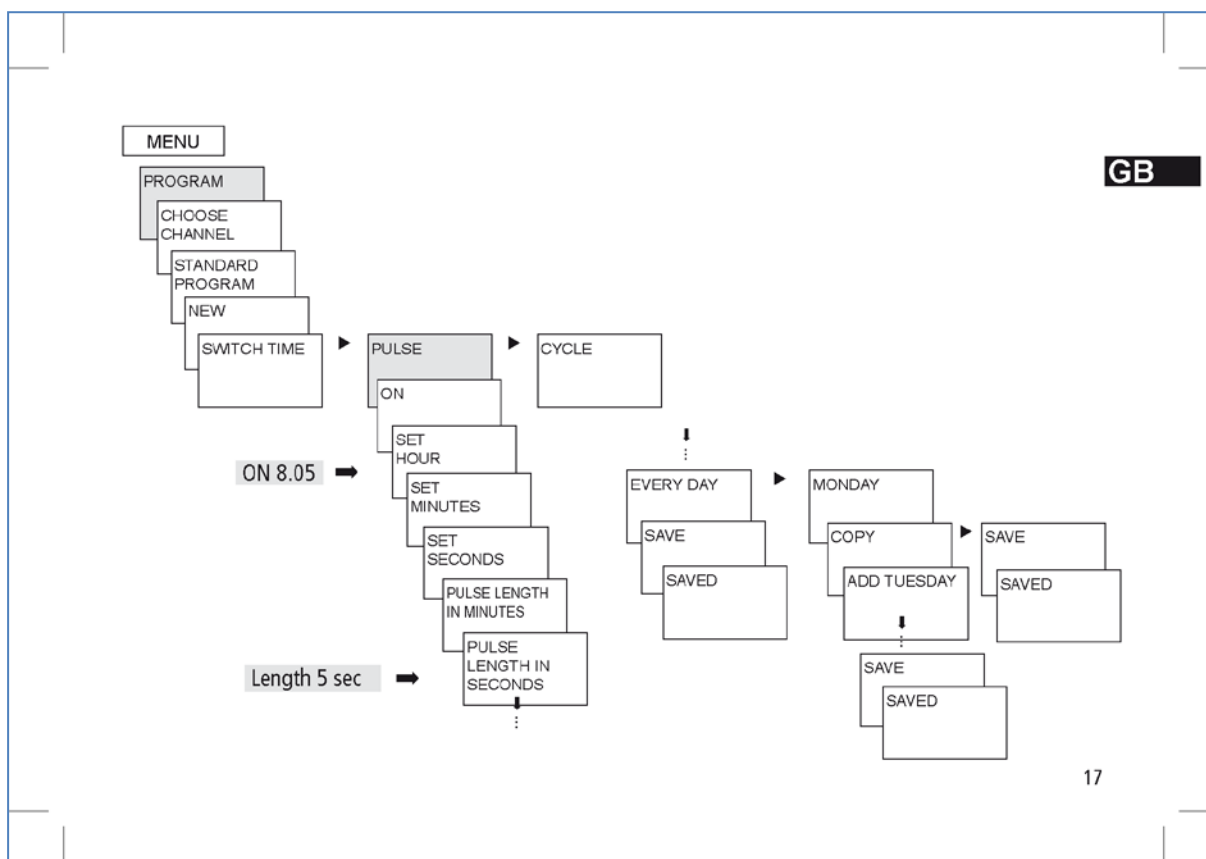 MENU
GB
PROGRAM
CHOOSE
CHANNEL
STANDARD
PROGRAM
NEW
SWITCH TIME
PULSE
CYCLE
ON
SET
HOUR
ON 8.05
SET
MINUTES
SET
SECONDS
PULSE LENGTH
IN MINUTES
PULSE
LENGTH IN
SECONDS
Length 5 sec
EVERY DAY
SAVE
SAVED
MONDAY
COPY
ADD TUESDAY
SAVE
SAVED
SAVE
SAVED
17